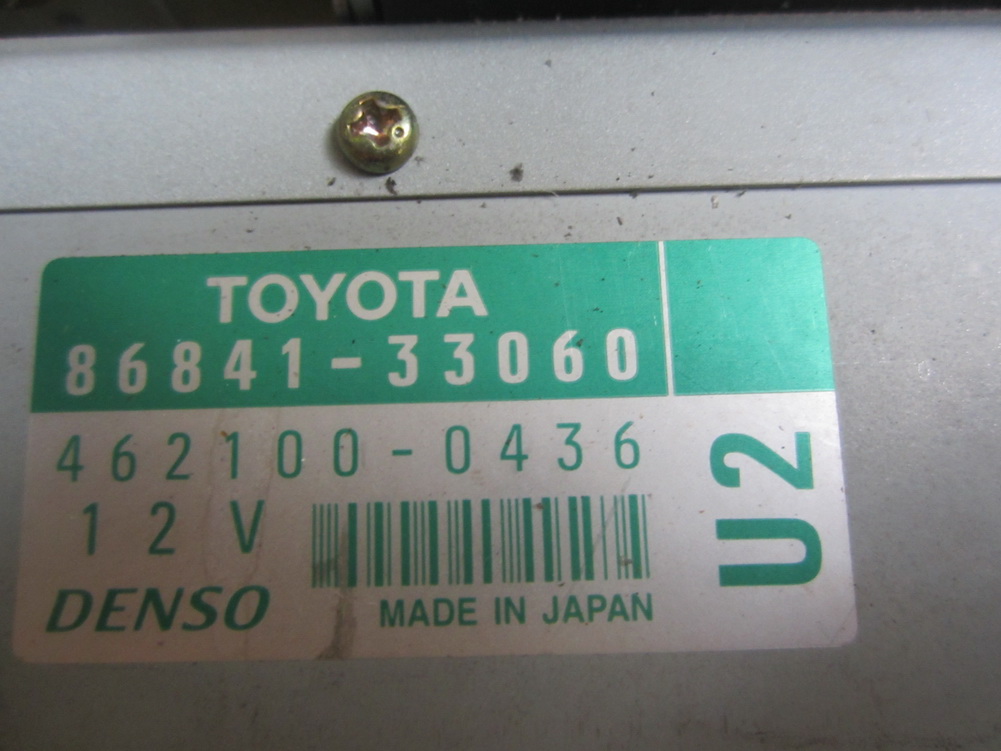 TOYOTA
86841-33060
462100-0436
12V
DENSO
MADE IN JAPAN
U2